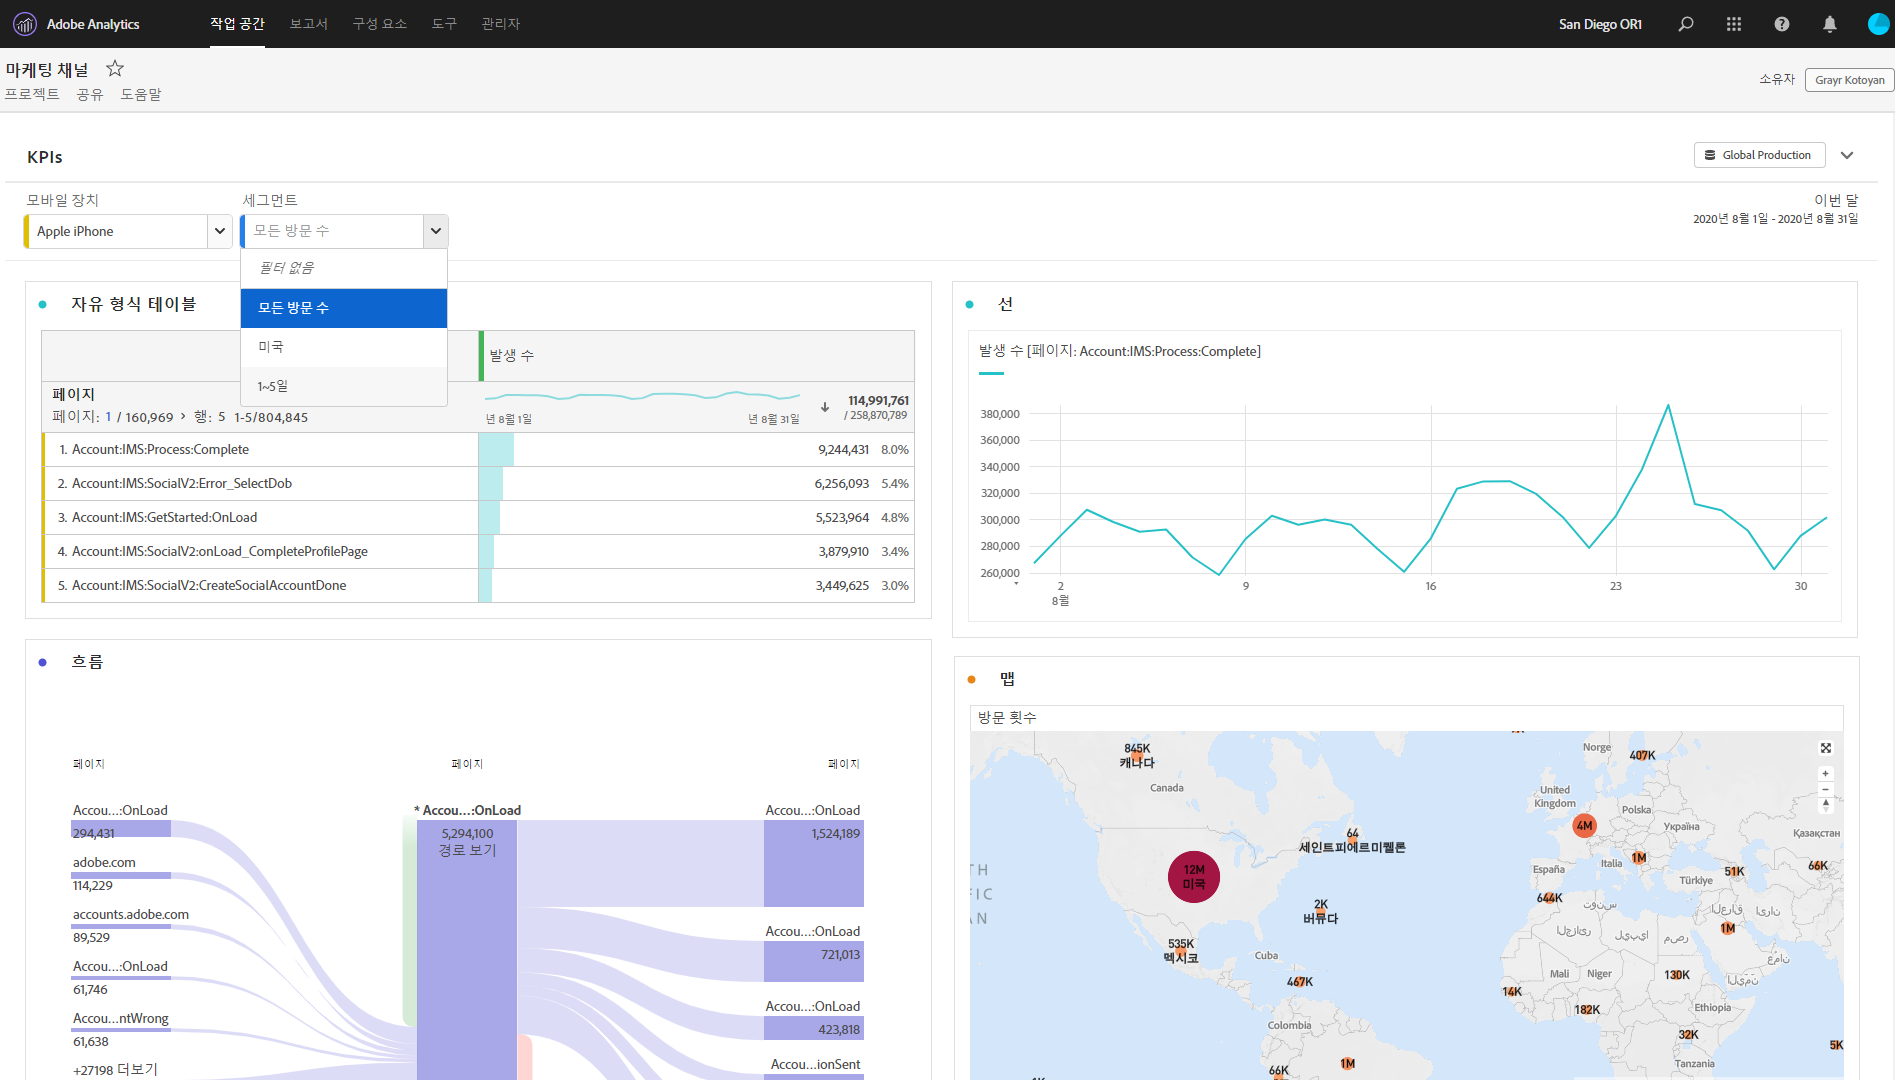 Adobe Analytics 작업 공간 보고서 구성 요소 도구 관리자 San Diego OR1
마케팅 채널
프로젝트 공유 도움말
소유자 Grayr Kotoyan
KPIs
Global Production
모바일 장치 세그먼트
이번 달
Apple iPhone 모든 방문 수
2020년 8월 1일 - 2020년 8월 31일
필터 없음
모든 방문 수
미국
1~5일
자유 형식 테이블
발생 수
페이지
페이지: 1 / 160,969 > 행: 5 1-5/804,845
년 8월 1일 년 8월 31일
114,991,761
/ 258,870,789
1. Account:IMS:Process:Complete 9,244,431 8.0%
2. Account:IMS:SocialV2:Error_SelectDob 6,256,093 5.4%
3. Account:IMS:GetStarted:OnLoad 5,523,964 4.8%
4. Account:IMS:SocialV2:onLoad_CompleteProfilePage 3,879,910 3.4%
5. Account:IMS:SocialV2:CreateSocialAccountDone 3,449,625 3.0%
선
발생 수 [페이지: Account:IMS:Process:Complete]
380,000
360,000
340,000
320,000
300,000
280,000
260,000
2 9 16 23 30
8월
흐름
페이지 페이지 페이지
Accou...:OnLoad
294,431
adobe.com
114,229
accounts.adobe.com
89,529
Accou...:OnLoad
61,746
Accou...ntWrong
61,638
+27198 더보기
* Accou...:OnLoad
5,294,100
경로 보기
Accou...:OnLoad
1,524,189
Accou...:OnLoad
721,013
Accou...:OnLoad
423,818
Accou...ionSent
맵
방문 횟수
845K
캐나다
Canada
Norge
407K
United
Kingdom
Polska
4M
Україна
Қазақстан
64
세인트피에르미켈론
Italia
1M
España
Türkiye
51K
66K
12M
미국
TH
FIC
AN
2K
버뮤다
644K
تونس
العراق
ایران
1M
الجزائر
ليبيا
مصر
535K
멕시코
Cuba
عُمان
Mali
Niger
130K
467K
14K
182K
Ethiopia
Colombia
32K
5K
1M
Tanzania
66K